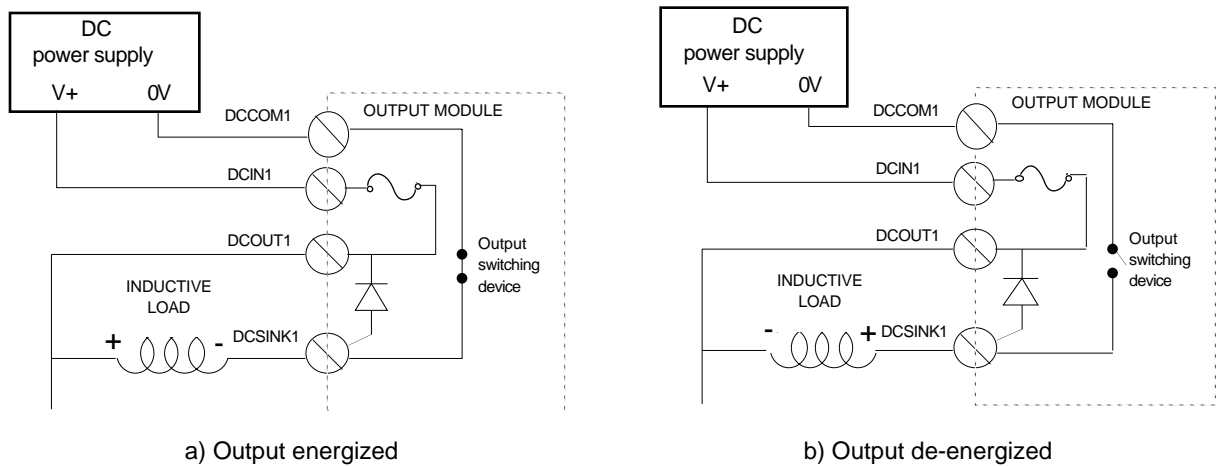 DC
power supply
V+ 0V
DCCOM1
OUTPUT MODULE
DCIN1
DCOUT1
Output
switching
device
INDUCTIVE
LOAD
+ -
DCSINK1
a) Output energized
DC
power supply
V+ 0V
DCCOM1
OUTPUT MODULE
DCIN1
DCOUT1
Output
switching
device
INDUCTIVE
LOAD
- +
DCSINK1
b) Output de-energized